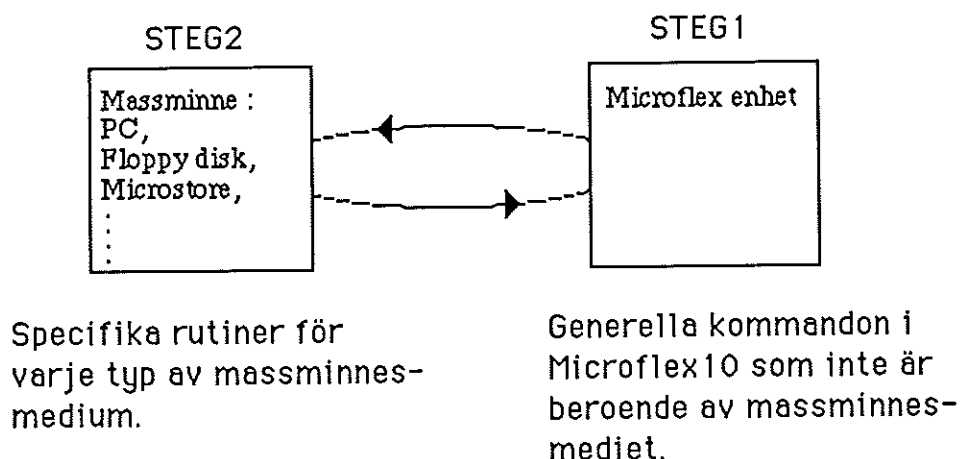 STEG2
STEG1
Massminne :
PC,
Floppy disk,
Microstore,
Microflex enhet
Specifika rutiner för
varje typ av massminnes-
medium.
Generella kommandon i
Microflex10 som inte är
beroende av massminnes-
mediet.